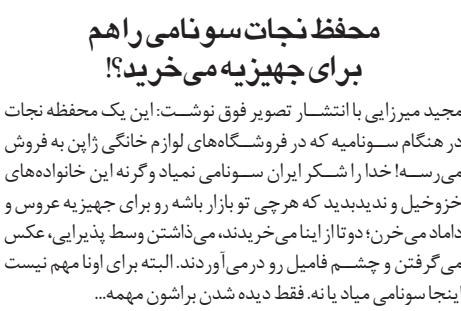 محفظ نجات سونامی را هم
برای جهیزیه می‌خرید؟!
مجید میرزایی با انتشار تصویر فوق نوشت: این یک محفظه نجات
در هنگام سونامیه که در فروشگاه‌های لوازم خانگی ژاپن به فروش
می‌رسه! خدا را شکر ایران سونامی نمیاد وگرنه این خانواده‌های
خزوخیل و ندیدبدید که هرچی تو بازار باشه رو برای جهیزیه عروس و
داماد می‌خرن؛ دوتا از اینا می‌خریدند، می‌ذاشتن وسط پذیرایی، عکس
می‌گرفتن و چشم فامیل رو درمی‌آوردند. البته برای اونا مهم نیست
اینجا سونامی میاد یا نه. فقط دیده شدن براشون مهمه...